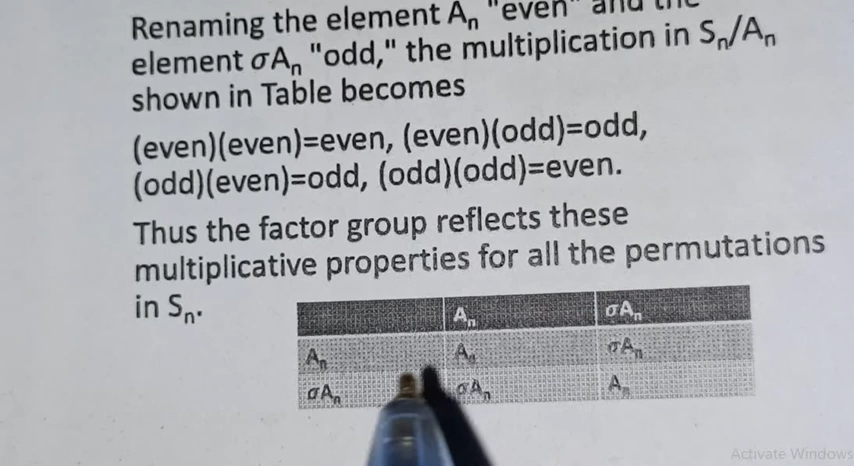 Renaming the element Aₙ "even" and the
element σAₙ "odd," the multiplication in Sₙ/Aₙ
shown in Table becomes
(even)(even)=even, (even)(odd)=odd,
(odd)(even)=odd, (odd)(odd)=even.
Thus the factor group reflects these
multiplicative properties for all the permutations
in Sₙ.
Aₙ σAₙ
Aₙ Aₙ σAₙ
σAₙ σAₙ Aₙ
Activate Windows